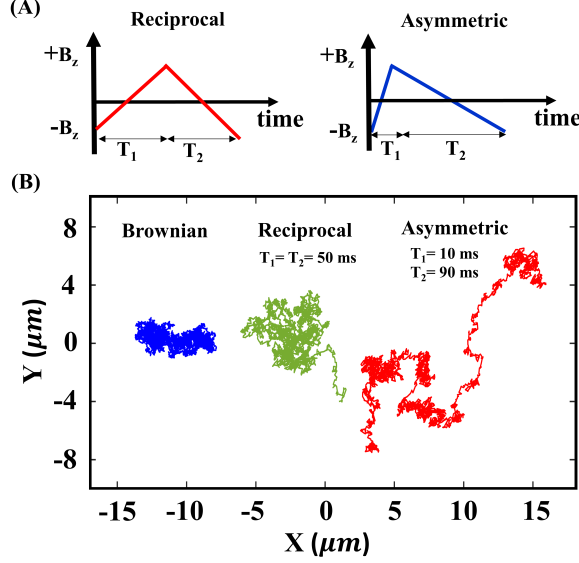 (A)
Reciprocal
Asymmetric
+Bz
-Bz
time
T1
T2
+Bz
-Bz
time
T1
T2
(B)
Brownian
Reciprocal
T1= T2= 50 ms
Asymmetric
T1= 10 ms
T2= 90 ms
Y (μm)
8
4
0
-4
-8
-15
-10
-5
0
5
10
15
X (μm)